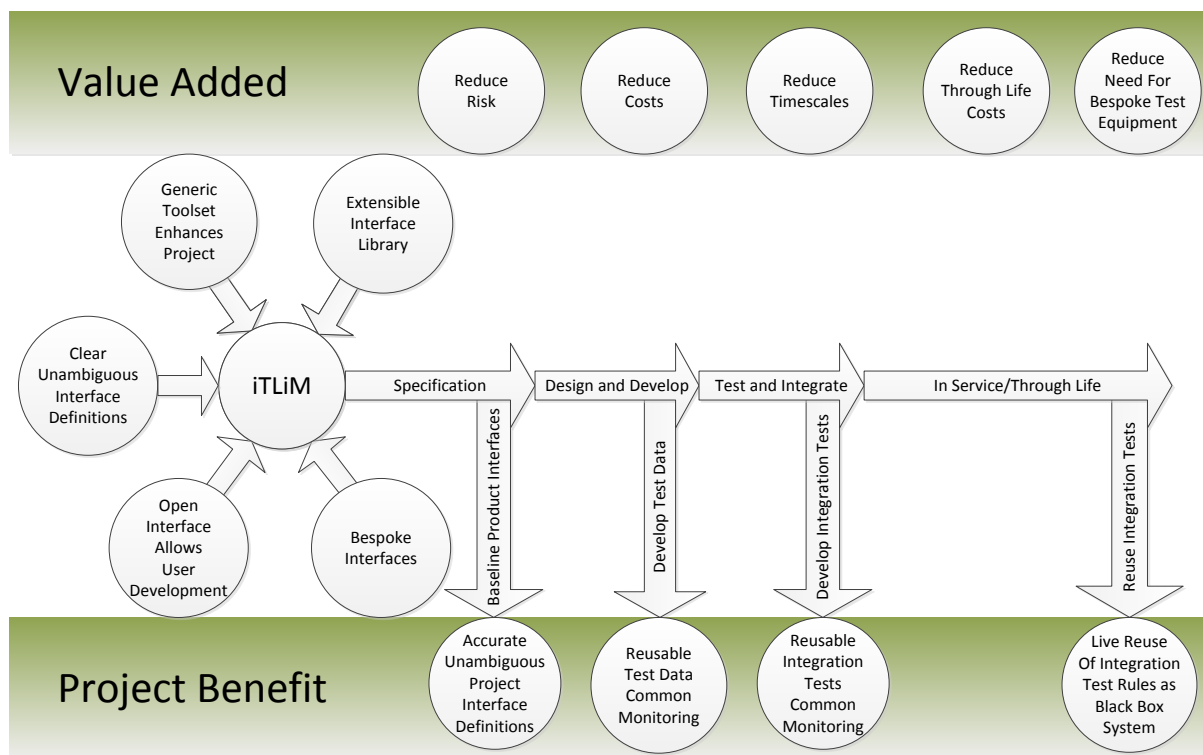 Value Added
Reduce
Risk
Reduce
Costs
Reduce
Timescales
Reduce
Through Life
Costs
Reduce
Need For
Bespoke Test
Equipment
Generic
Toolset
Enhances
Project
Extensible
Interface
Library
Clear
Unambiguous
Interface
Definitions
iTLiM
Specification
Design and Develop
Test and Integrate
In Service/Through Life
Open
Interface
Allows
User
Development
Bespoke
Interfaces
Baseline Product Interfaces
Develop Test Data
Develop Integration Tests
Reuse Integration Tests
Project Benefit
Accurate
Unambiguous
Project
Interface
Definitions
Reusable
Test Data
Common
Monitoring
Reusable
Integration
Tests
Common
Monitoring
Live Reuse
Of Integration
Test Rules as
Black Box
System